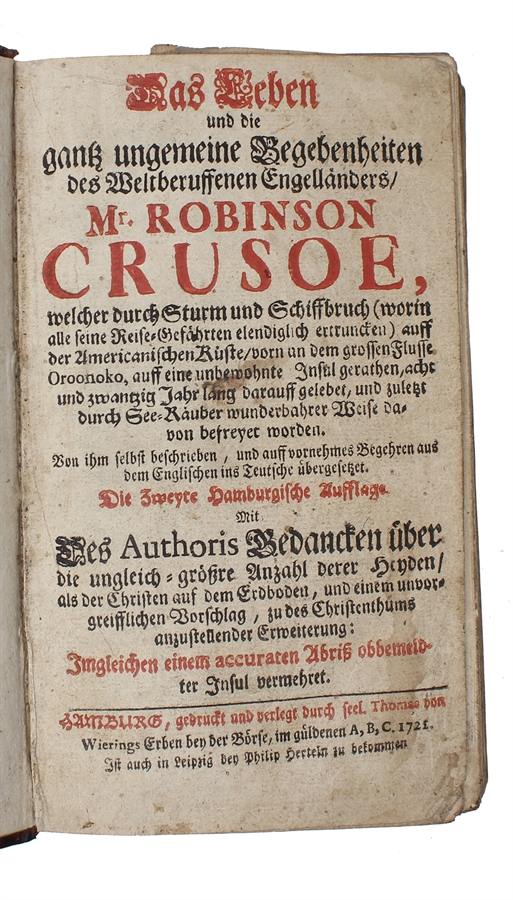 Das Leben
und die
gantz ungemeine Begebenheiten
des Weltberuffenen Engelländers/
Mr. ROBINSON
CRUSOE,
welcher durch Sturm und Schiffbruch (worin
alle seine Reise-Gefährten elendiglich ertruncken) auff
der Americanischen Küste/vorn an dem grossen Flusse
Oroonoko, auff eine unbewohnte Insul gerathen, acht
und zwantzig Jahr lang darauff gelebet, und zuletzt
durch See-Räuber wunderbahrer Weise da-
von befreyet worden.
Von ihm selbst beschrieben, und auff vornehmes Begehren aus
dem Englischen ins Teutsche übergesetzet.
Die Zweyte Hamburgische Aufflage
Mit
Des Authoris Gedancken über
die ungleich-größre Anzahl derer Heyden/
als der Christen auf dem Erdboden, und einem unvor-
greifflichen Vorschlag, zu des Christenthums
anzustellender Erweiterung:
Imgleichen einem accuraten Abriß obbemeld-
ter Insul vermehret.
HAMBURG, gedruckt und verlegt durch seel. Thomas von
Wierings Erben bey der Börse, im güldenen A, B, C. 1721.
Ist auch in Leipzig bey Philip Herteln zu bekommen